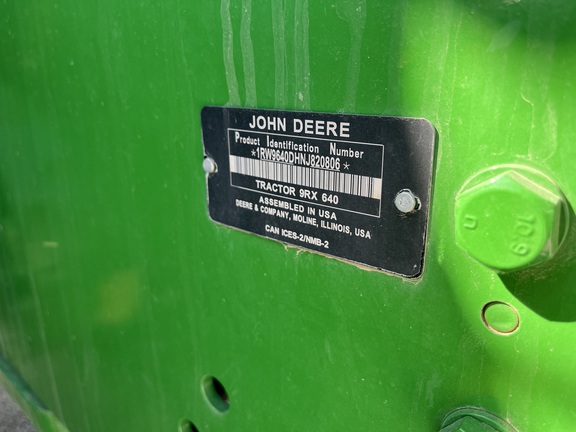 JOHN DEERE
Product Identification Number
*1RW9640DHNJ820806*
TRACTOR 9RX 640
ASSEMBLED IN USA
DEERE & COMPANY, MOLINE, ILLINOIS, USA
CAN ICES-2/NMB-2
n
10.9